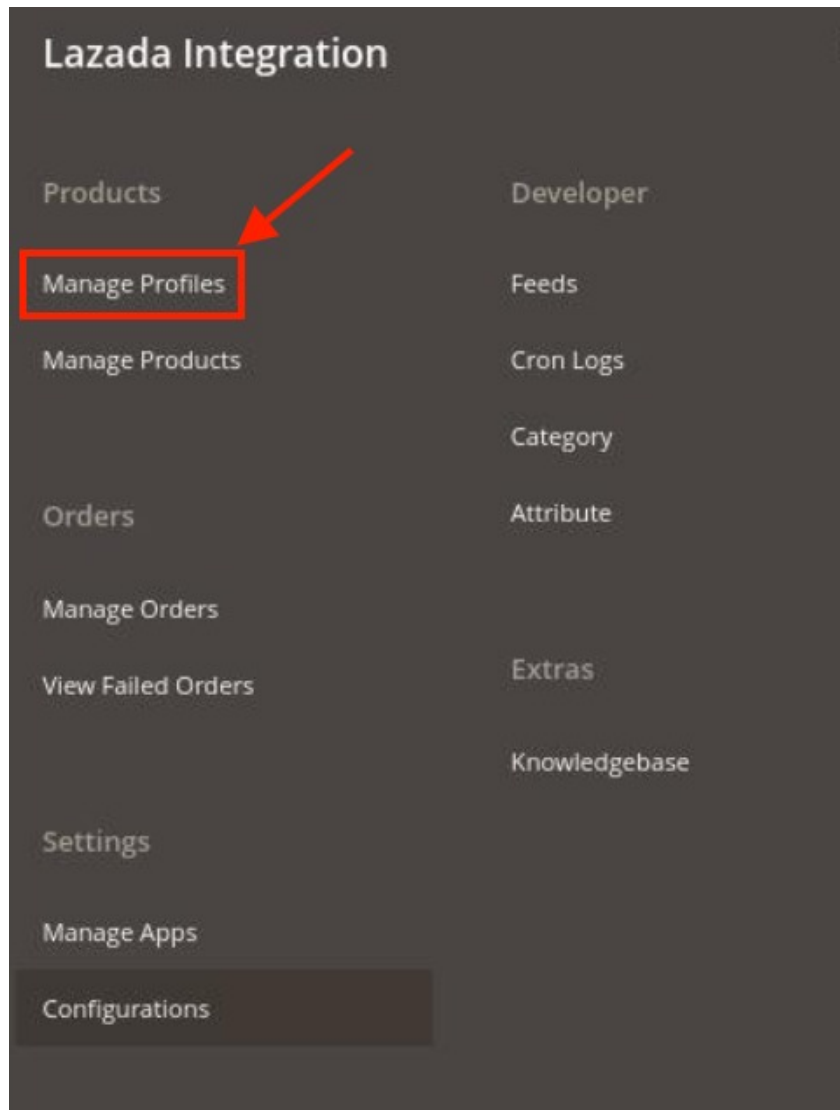 Lazada Integration
Products
Manage Profiles
Manage Products
Orders
Manage Orders
View Failed Orders
Settings
Manage Apps
Configurations
Developer
Feeds
Cron Logs
Category
Attribute
Extras
Knowledgebase